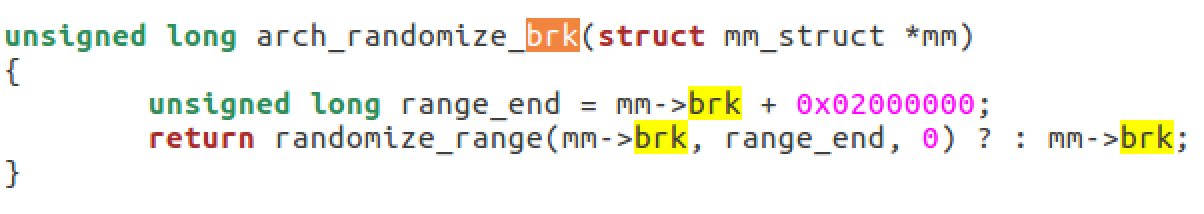 unsigned long arch_randomize_brk(struct mm_struct *mm)
{
        unsigned long range_end = mm->brk + 0x02000000;
        return randomize_range(mm->brk, range_end, 0) ? : mm->brk;
}